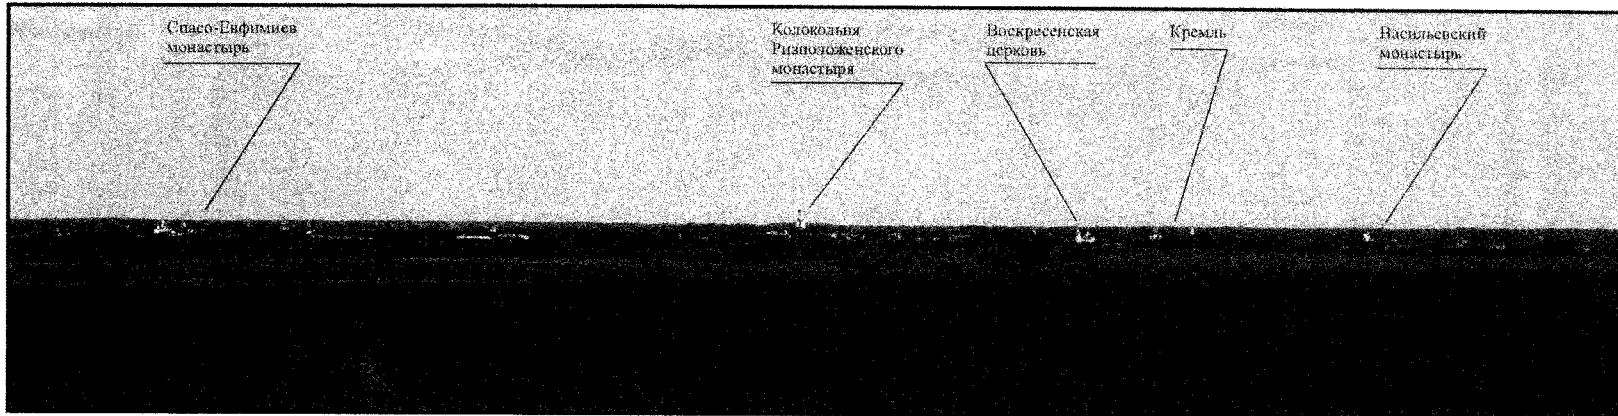 Спасо-Евфимиев
монастырь
Колокольня
Ризположенского
монастыря
Воскресенская
церковь
Кремль
Васильевский
монастырь